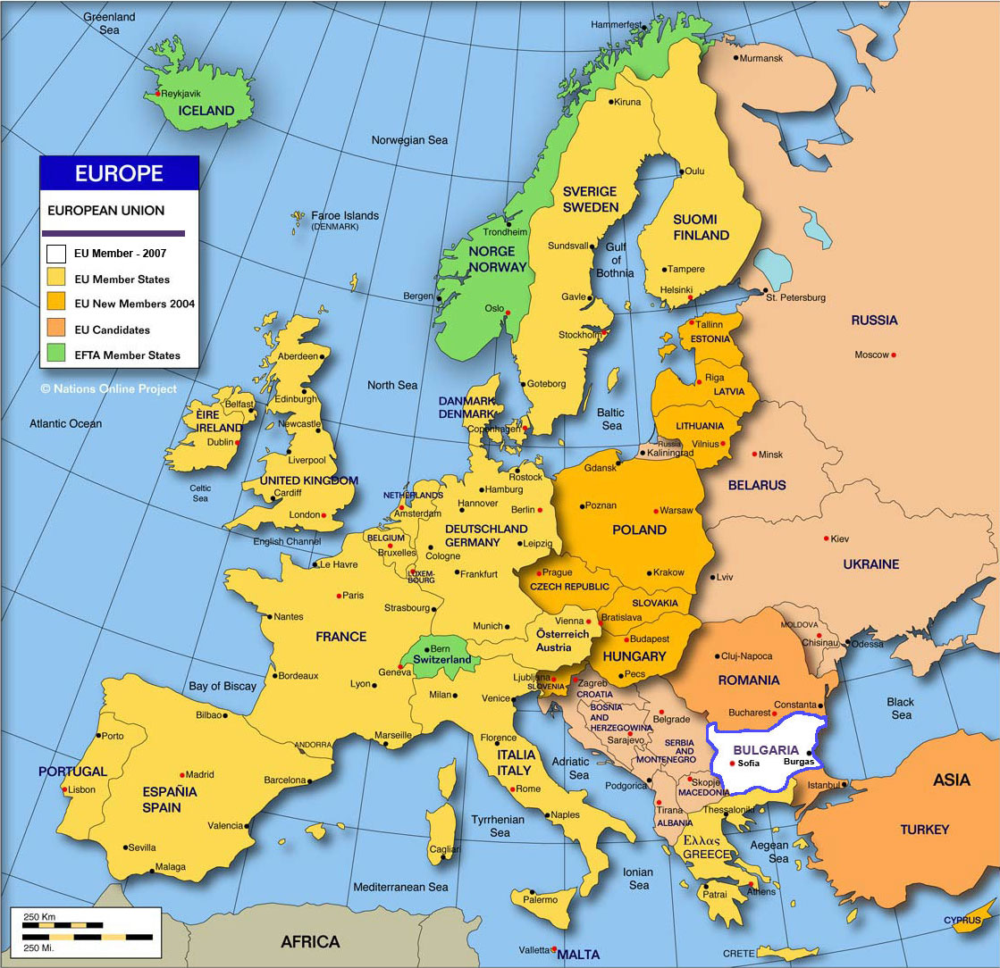 Greenland
Sea
Hammerfest
Murmansk
Reykjavik
ICELAND
Kiruna
Norwegian Sea
EUROPE
EUROPEAN UNION
EU Member - 2007
EU Member States
EU New Members 2004
EU Candidates
EFTA Member States
© Nations Online Project
Oulu
SVERIGE
SWEDEN
SUOMI
FINLAND
Faroe Islands
(DENMARK)
Trondheim
NORGE
NORWAY
Sundsvall
Gulf
of
Bothnia
Tampere
Bergen
Gavle
Helsinki
St. Petersburg
Oslo
Stockholm
Tallinn
ESTONIA
RUSSIA
Moscow
Aberdeen
North Sea
Goteborg
Riga
LATVIA
Edinburgh
Belfast
DANMARK
DENMARK
Baltic
Sea
Atlantic Ocean
ÈIRE
IRELAND
Newcastle
Copenhagen
LITHUANIA
Vilnius
Dublin
Russia
Kaliningrad
Minsk
Liverpool
Gdansk
Rostock
BELARUS
UNITED KINGDOM
Celtic
Sea
Cardiff
Hamburg
NETHERLANDS
Hannover
Amsterdam
Berlin
Poznan
Warsaw
London
DEUTSCHLAND
GERMANY
POLAND
English Channel
BELGIUM
Bruxelles
Cologne
Leipzig
Kiev
UKRAINE
Le Havre
LUXEM-
BOURG
Frankfurt
Prague
CZECH REPUBLIC
Krakow
Lviv
Paris
Strasbourg
SLOVAKIA
Nantes
Munich
Vienna
Bratislava
Österreich
Austria
MOLDOVA
Chisinau
Odessa
FRANCE
Bern
Switzerland
Budapest
HUNGARY
Cluj-Napoca
Geneva
Pecs
Bordeaux
Lyon
Ljubljana
SLOVENIA
Zagreb
CROATIA
ROMANIA
Bay of Biscay
Milan
Venice
BOSNIA
AND
HERZEGOWINA
Belgrade
Constanta
Bucharest
Black
Sea
Bilbao
Marseille
Florence
Sarajevo
SERBIA
AND
MONTENEGRO
Porto
ANDORRA
ITALIA
ITALY
Adriatic
Sea
BULGARIA
Sofia
Burgas
PORTUGAL
Madrid
Barcelona
Rome
Podgorica
Skopje
MACEDONIA
Istanbul
ASIA
Lisbon
ESPAÑIA
SPAIN
Naples
Tirana
ALBANIA
Thessaloniki
Valencia
Tyrrhenian
Sea
TURKEY
Sevilla
Cagliari
Ελλας
GREECE
Aegean
Sea
Malaga
Mediterranean Sea
Ionian
Sea
Palermo
Patrai
Athens
250 Km
250 Mi.
AFRICA
Valletta
MALTA
CRETE
CYPRUS